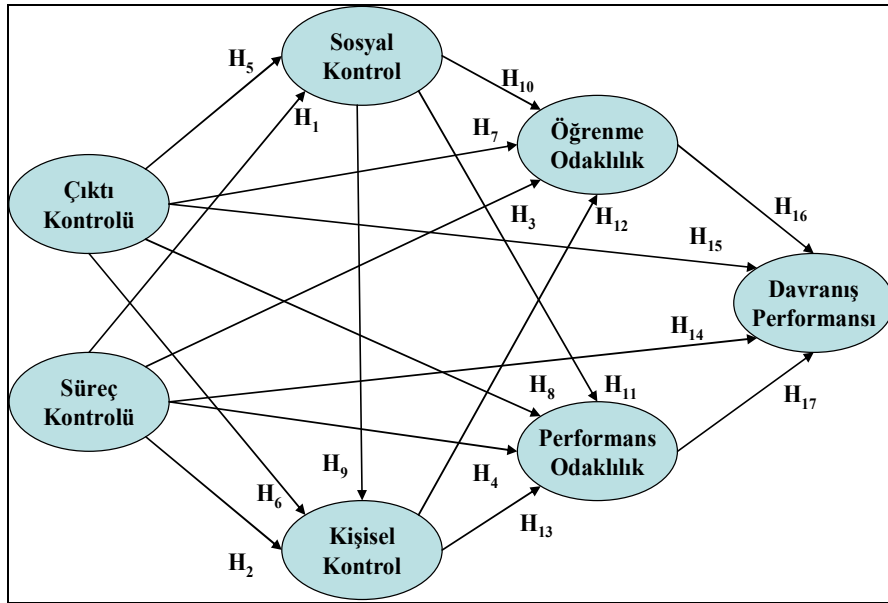 Sosyal
Kontrol
H5
H10
H1
H7
Öğrenme
Odaklılık
Çıktı
Kontrolü
H3
H12
H16
H15
Davranış
Performansı
H14
Süreç
Kontrolü
H8
H11
H17
Performans
Odaklılık
H9
H4
H6
H13
Kişisel
Kontrol
H2